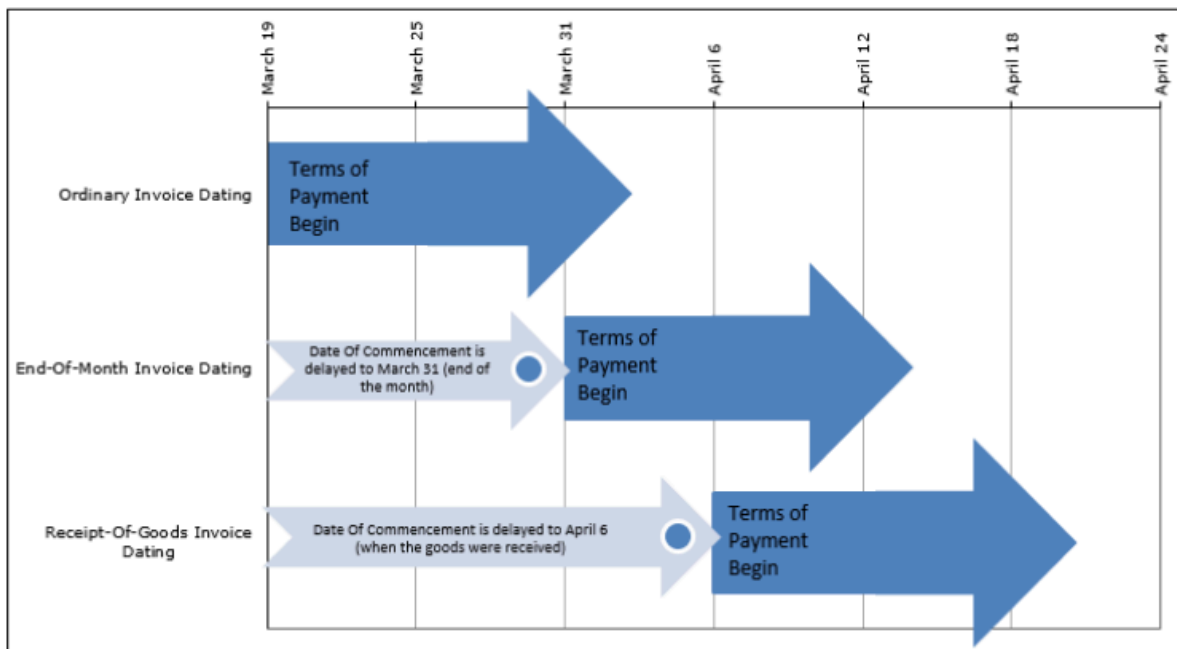 March 19
March 25
March 31
April 6
April 12
April 18
April 24
Ordinary Invoice Dating
Terms of
Payment
Begin
End-Of-Month Invoice Dating
Date Of Commencement is
delayed to March 31 (end of
the month)
Terms of
Payment
Begin
Receipt-Of-Goods Invoice
Dating
Date Of Commencement is delayed to April 6
(when the goods were received)
Terms of
Payment
Begin